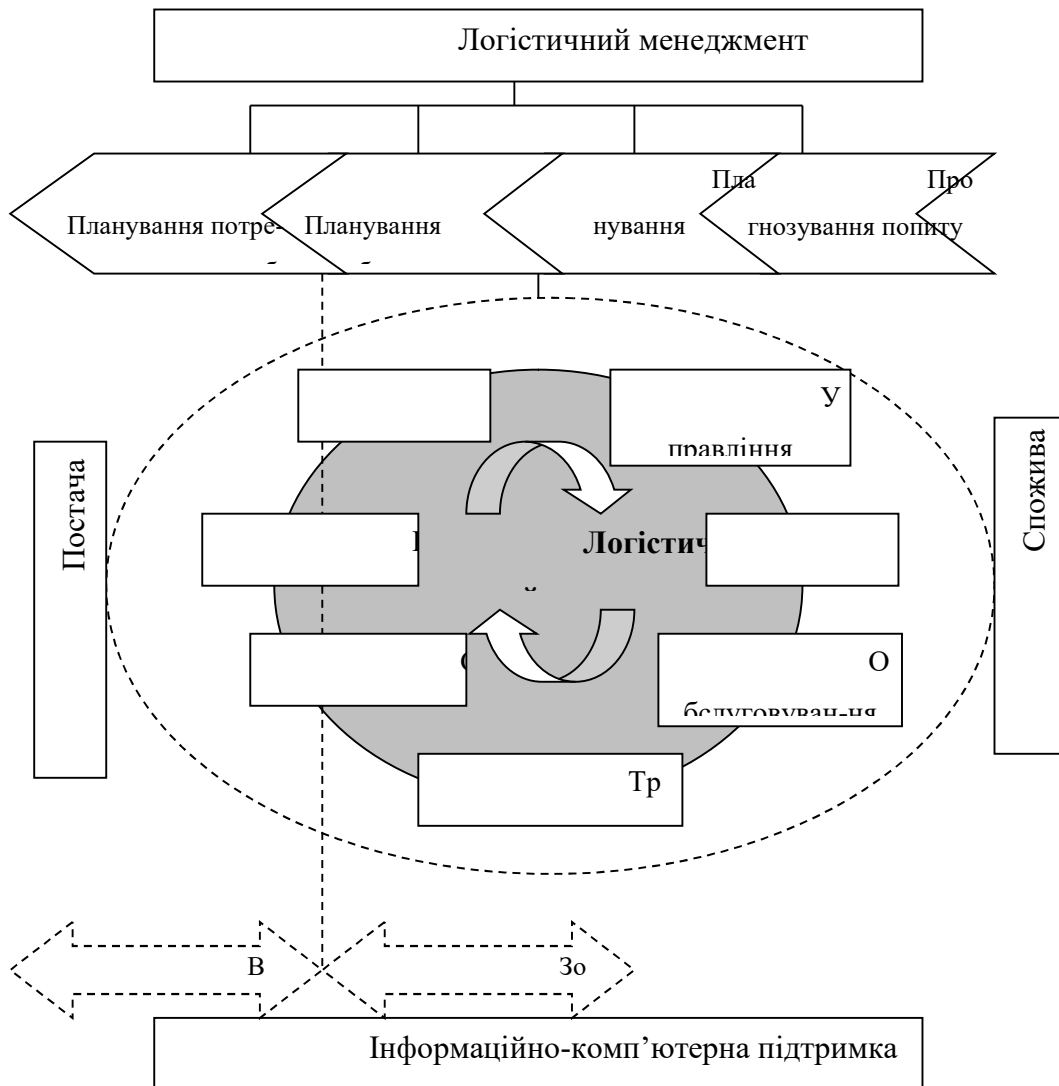 Логістичний менеджмент
Пла
Про
Планування потре-
Планування
нування
гнозування попиту
У
правління
Постача
Спожива
Логістич
й
О
бслуговуван-ня
Тр
В
Зо
Інформаційно-комп’ютерна підтримка